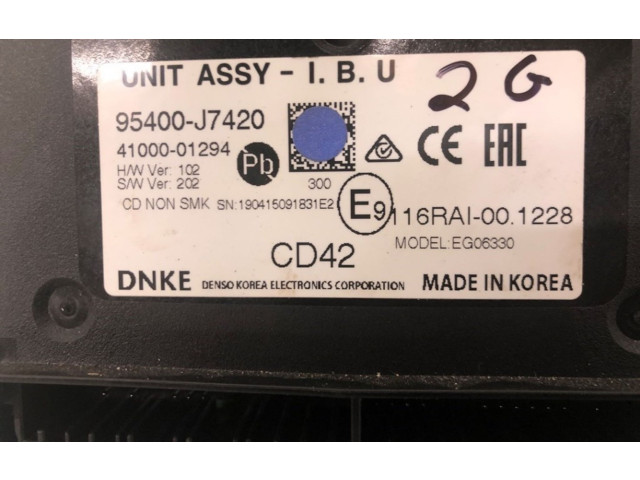 UNIT ASSY - I. B. U
2G
95400-J7420
41000-01294
H/W Ver: 102
S/W Ver: 202
Pb
300
CE EAC
CD NON SMK SN:190415091831E2
E9 116RAI-00.1228
MODEL:EG06330
CD42
DNKE DENSO KOREA ELECTRONICS CORPORATION MADE IN KOREA